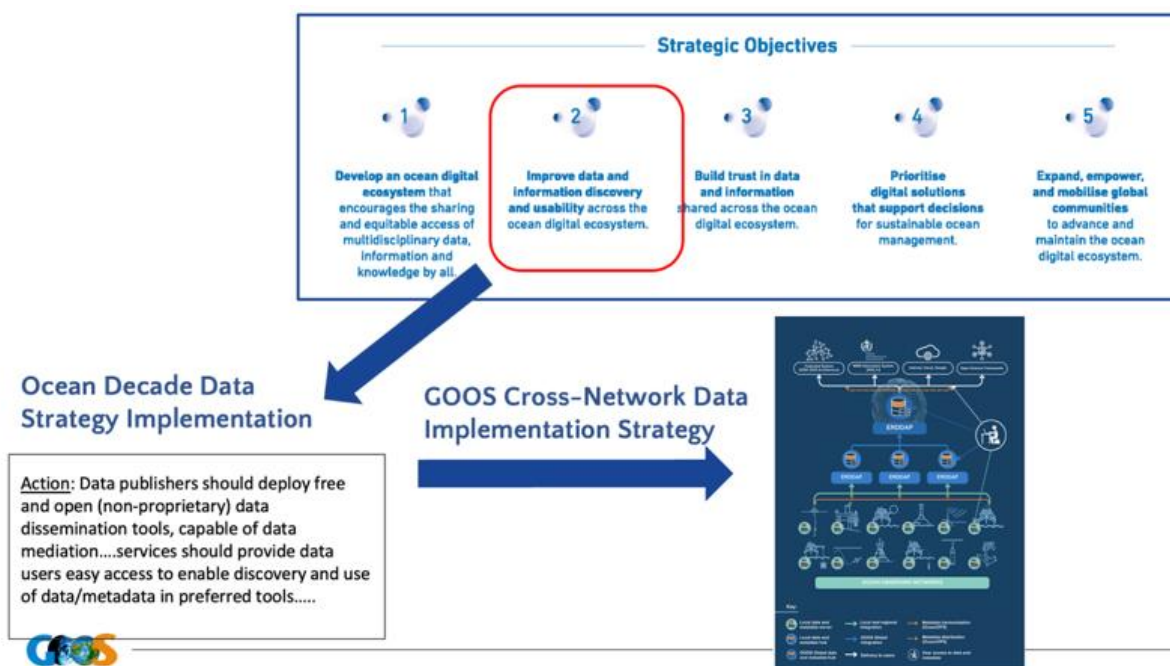 Strategic Objectives
1
2
3
4
5
Develop an ocean digital
ecosystem that
encourages the sharing
and equitable access of
multidisciplinary data,
information and
knowledge by all.
Improve data and
information discovery
and usability across the
ocean digital ecosystem.
Build trust in data
and information
shared across the ocean
digital ecosystem.
Prioritise
digital solutions
that support decisions
for sustainable ocean
management.
Expand, empower,
and mobilise global
communities
to advance and
maintain the ocean
digital ecosystem.
Ocean Decade Data
Strategy Implementation
GOOS Cross-Network Data
Implementation Strategy
Action: Data publishers should deploy free
and open (non-proprietary) data
dissemination tools, capable of data
mediation....services should provide data
users easy access to enable discovery and use
of data/metadata in preferred tools.....
ERDDAP
ERDDAP
ERDDAP
ERDDAP
OCEAN OBSERVING NETWORKS
Key
GOOS